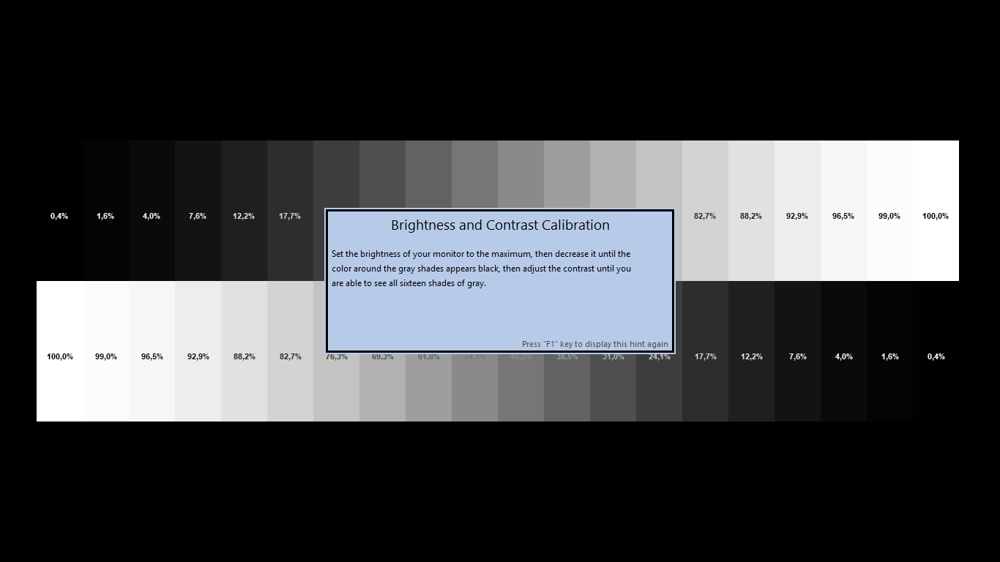 0,4% 1,6% 4,0% 7,6% 12,2% 17,7% 82,7% 88,2% 92,9% 96,5% 99,0% 100,0%
Brightness and Contrast Calibration
Set the brightness of your monitor to the maximum, then decrease it until the
color around the gray shades appears black, then adjust the contrast until you
are able to see all sixteen shades of gray.
Press "F1" key to display this hint again
100,0% 99,0% 96,5% 92,9% 88,2% 82,7% 76,3% 69,3% 61,8% 54,1% 46,2% 38,5% 31,0% 24,1% 17,7% 12,2% 7,6% 4,0% 1,6% 0,4%